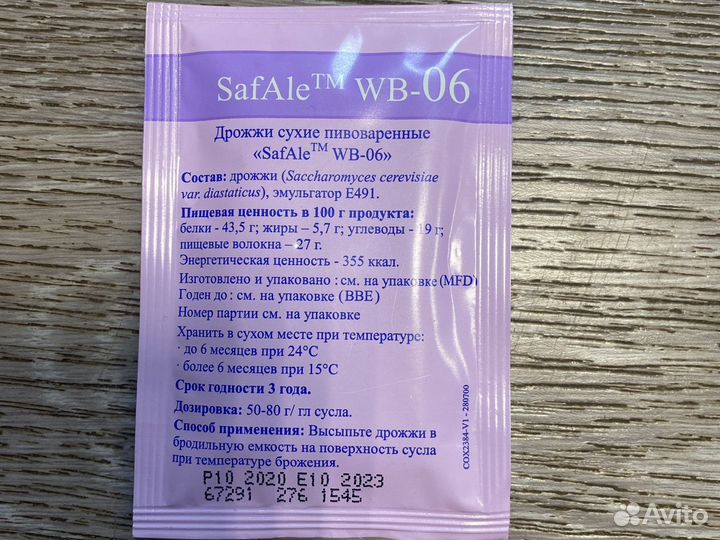 SafAle™ WB-06
Дрожжи сухие пивоваренные
«SafAle™ WB-06»
Состав: дрожжи (Saccharomyces cerevisiae
var. diastaticus), эмульгатор Е491.
Пищевая ценность в 100 г продукта:
белки - 43,5 г; жиры – 5,7 г; углеводы - 19 г;
пищевые волокна – 27 г.
Энергетическая ценность - 355 ккал.
Изготовлено и упаковано : см. на упаковке (MFD)
Годен до : см. на упаковке (BBE)
Номер партии см. на упаковке
Хранить в сухом месте при температуре:
· до 6 месяцев при 24°С
· более 6 месяцев при 15°С
Срок годности 3 года.
Дозировка: 50-80 г/ гл сусла.
Способ применения: Высыпьте дрожжи в
бродильную емкость на поверхность сусла
при температуре брожения.
P10 2020 E10 2023
67291 276 1545
COX2384-V1 - 280700
Avito